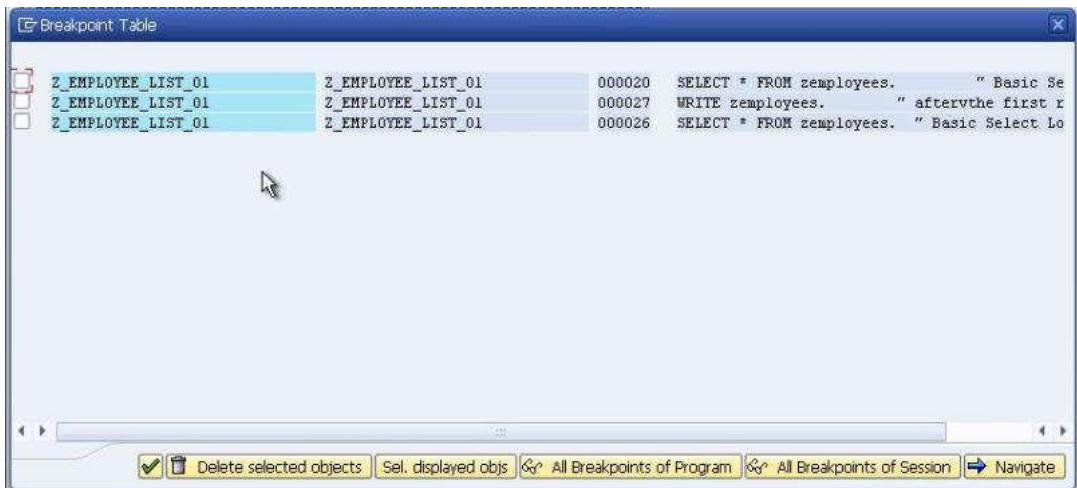 Breakpoint Table
Z_EMPLOYEE_LIST_01 Z_EMPLOYEE_LIST_01 000020 SELECT * FROM zemployees. " Basic Se
Z_EMPLOYEE_LIST_01 Z_EMPLOYEE_LIST_01 000027 WRITE zemployees. " aftervthe first r
Z_EMPLOYEE_LIST_01 Z_EMPLOYEE_LIST_01 000026 SELECT * FROM zemployees. " Basic Select Lo
Delete selected objects Sel. displayed objs All Breakpoints of Program All Breakpoints of Session Navigate